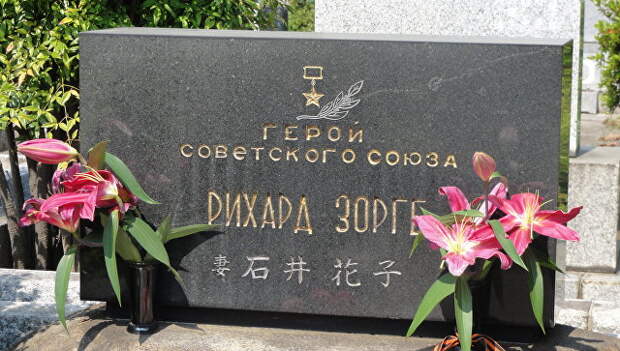 ГЕРОЙ
СОВЕТСКОГО СОЮЗА
РИХАРД ЗОРГЕ
妻 石井 花子